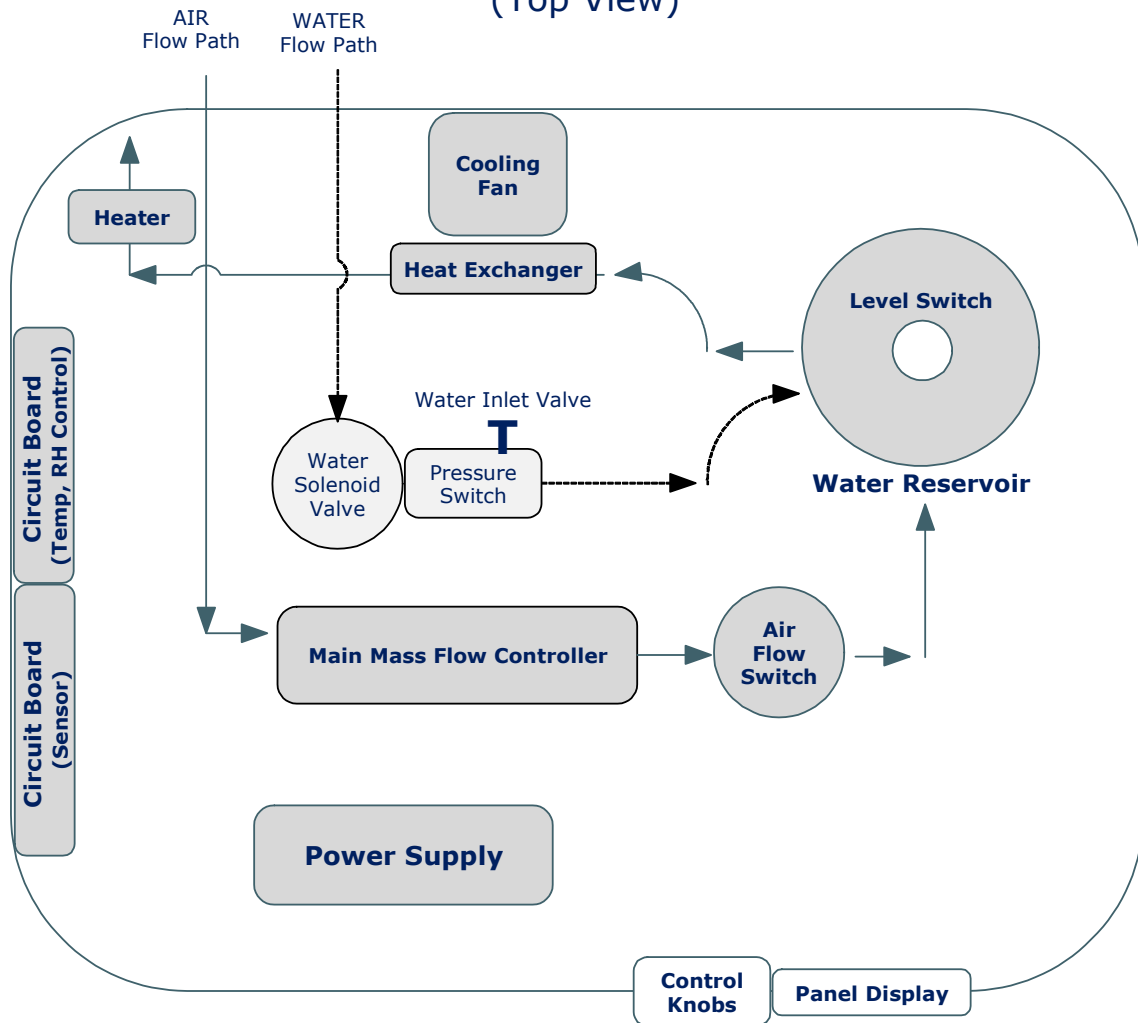 (Top View)
AIR
Flow Path
WATER
Flow Path
Cooling
Fan
Heater
Heat Exchanger
Level Switch
Water Inlet Valve
T
Water
Solenoid
Valve
Pressure
Switch
Water Reservoir
Circuit Board
(Temp, RH Control)
Circuit Board
(Sensor)
Main Mass Flow Controller
Air
Flow
Switch
Power Supply
Control
Knobs
Panel Display